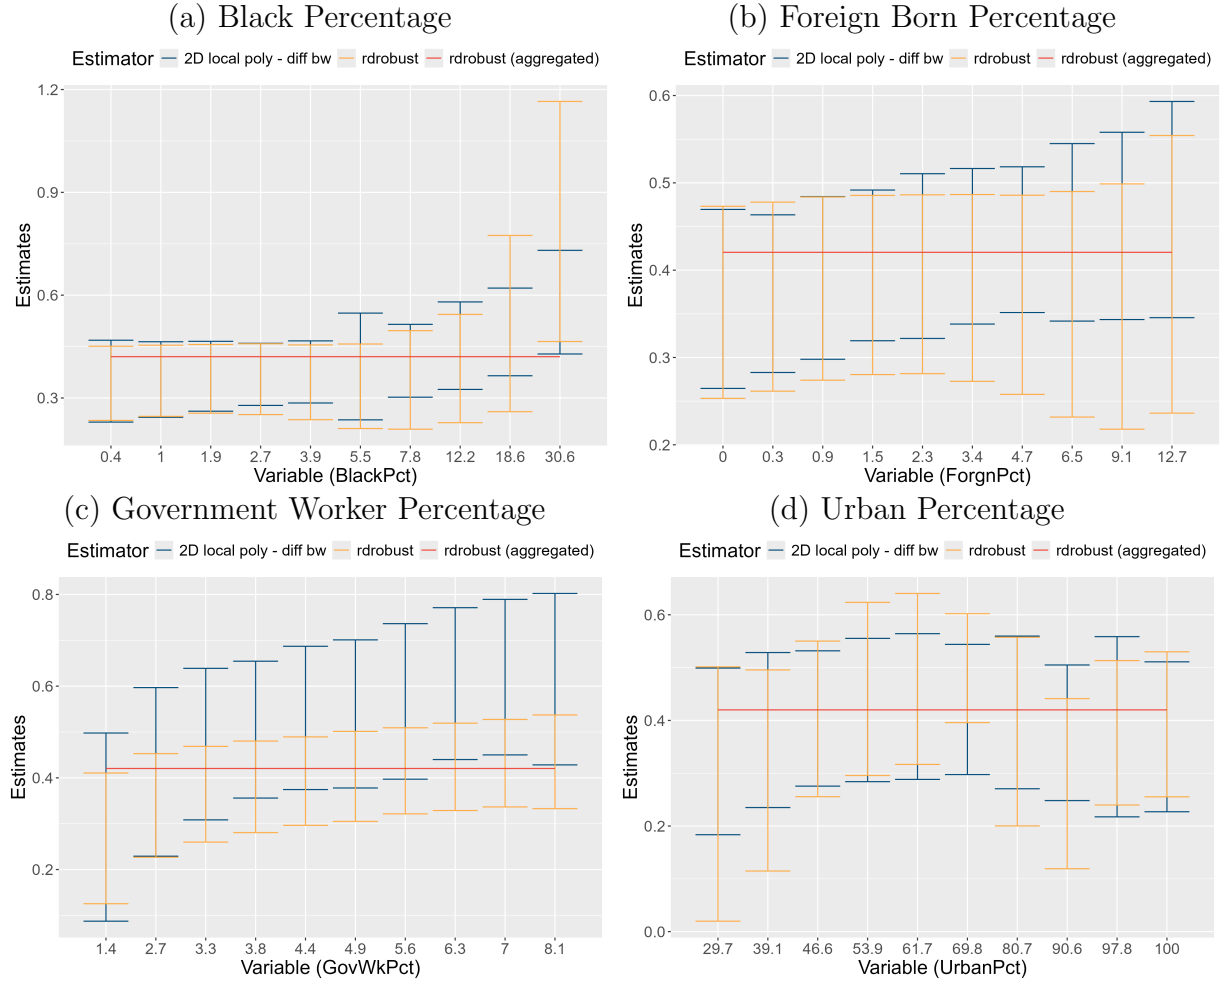 (a) Black Percentage
Estimator 2D local poly - diff bw rdrobust rdrobust (aggregated)
1.2
0.9
0.6
0.3
Estimates
0.4 1 1.9 2.7 3.9 5.5 7.8 12.2 18.6 30.6
Variable (BlackPct)
(b) Foreign Born Percentage
Estimator 2D local poly - diff bw rdrobust rdrobust (aggregated)
0.6
0.5
0.4
0.3
0.2
Estimates
0 0.3 0.9 1.5 2.3 3.4 4.7 6.5 9.1 12.7
Variable (ForgnPct)
(c) Government Worker Percentage
Estimator 2D local poly - diff bw rdrobust rdrobust (aggregated)
0.8
0.6
0.4
0.2
Estimates
1.4 2.7 3.3 3.8 4.4 4.9 5.6 6.3 7 8.1
Variable (GovWkPct)
(d) Urban Percentage
Estimator 2D local poly - diff bw rdrobust rdrobust (aggregated)
0.6
0.4
0.2
0.0
Estimates
29.7 39.1 46.6 53.9 61.7 69.8 80.7 90.6 97.8 100
Variable (UrbanPct)